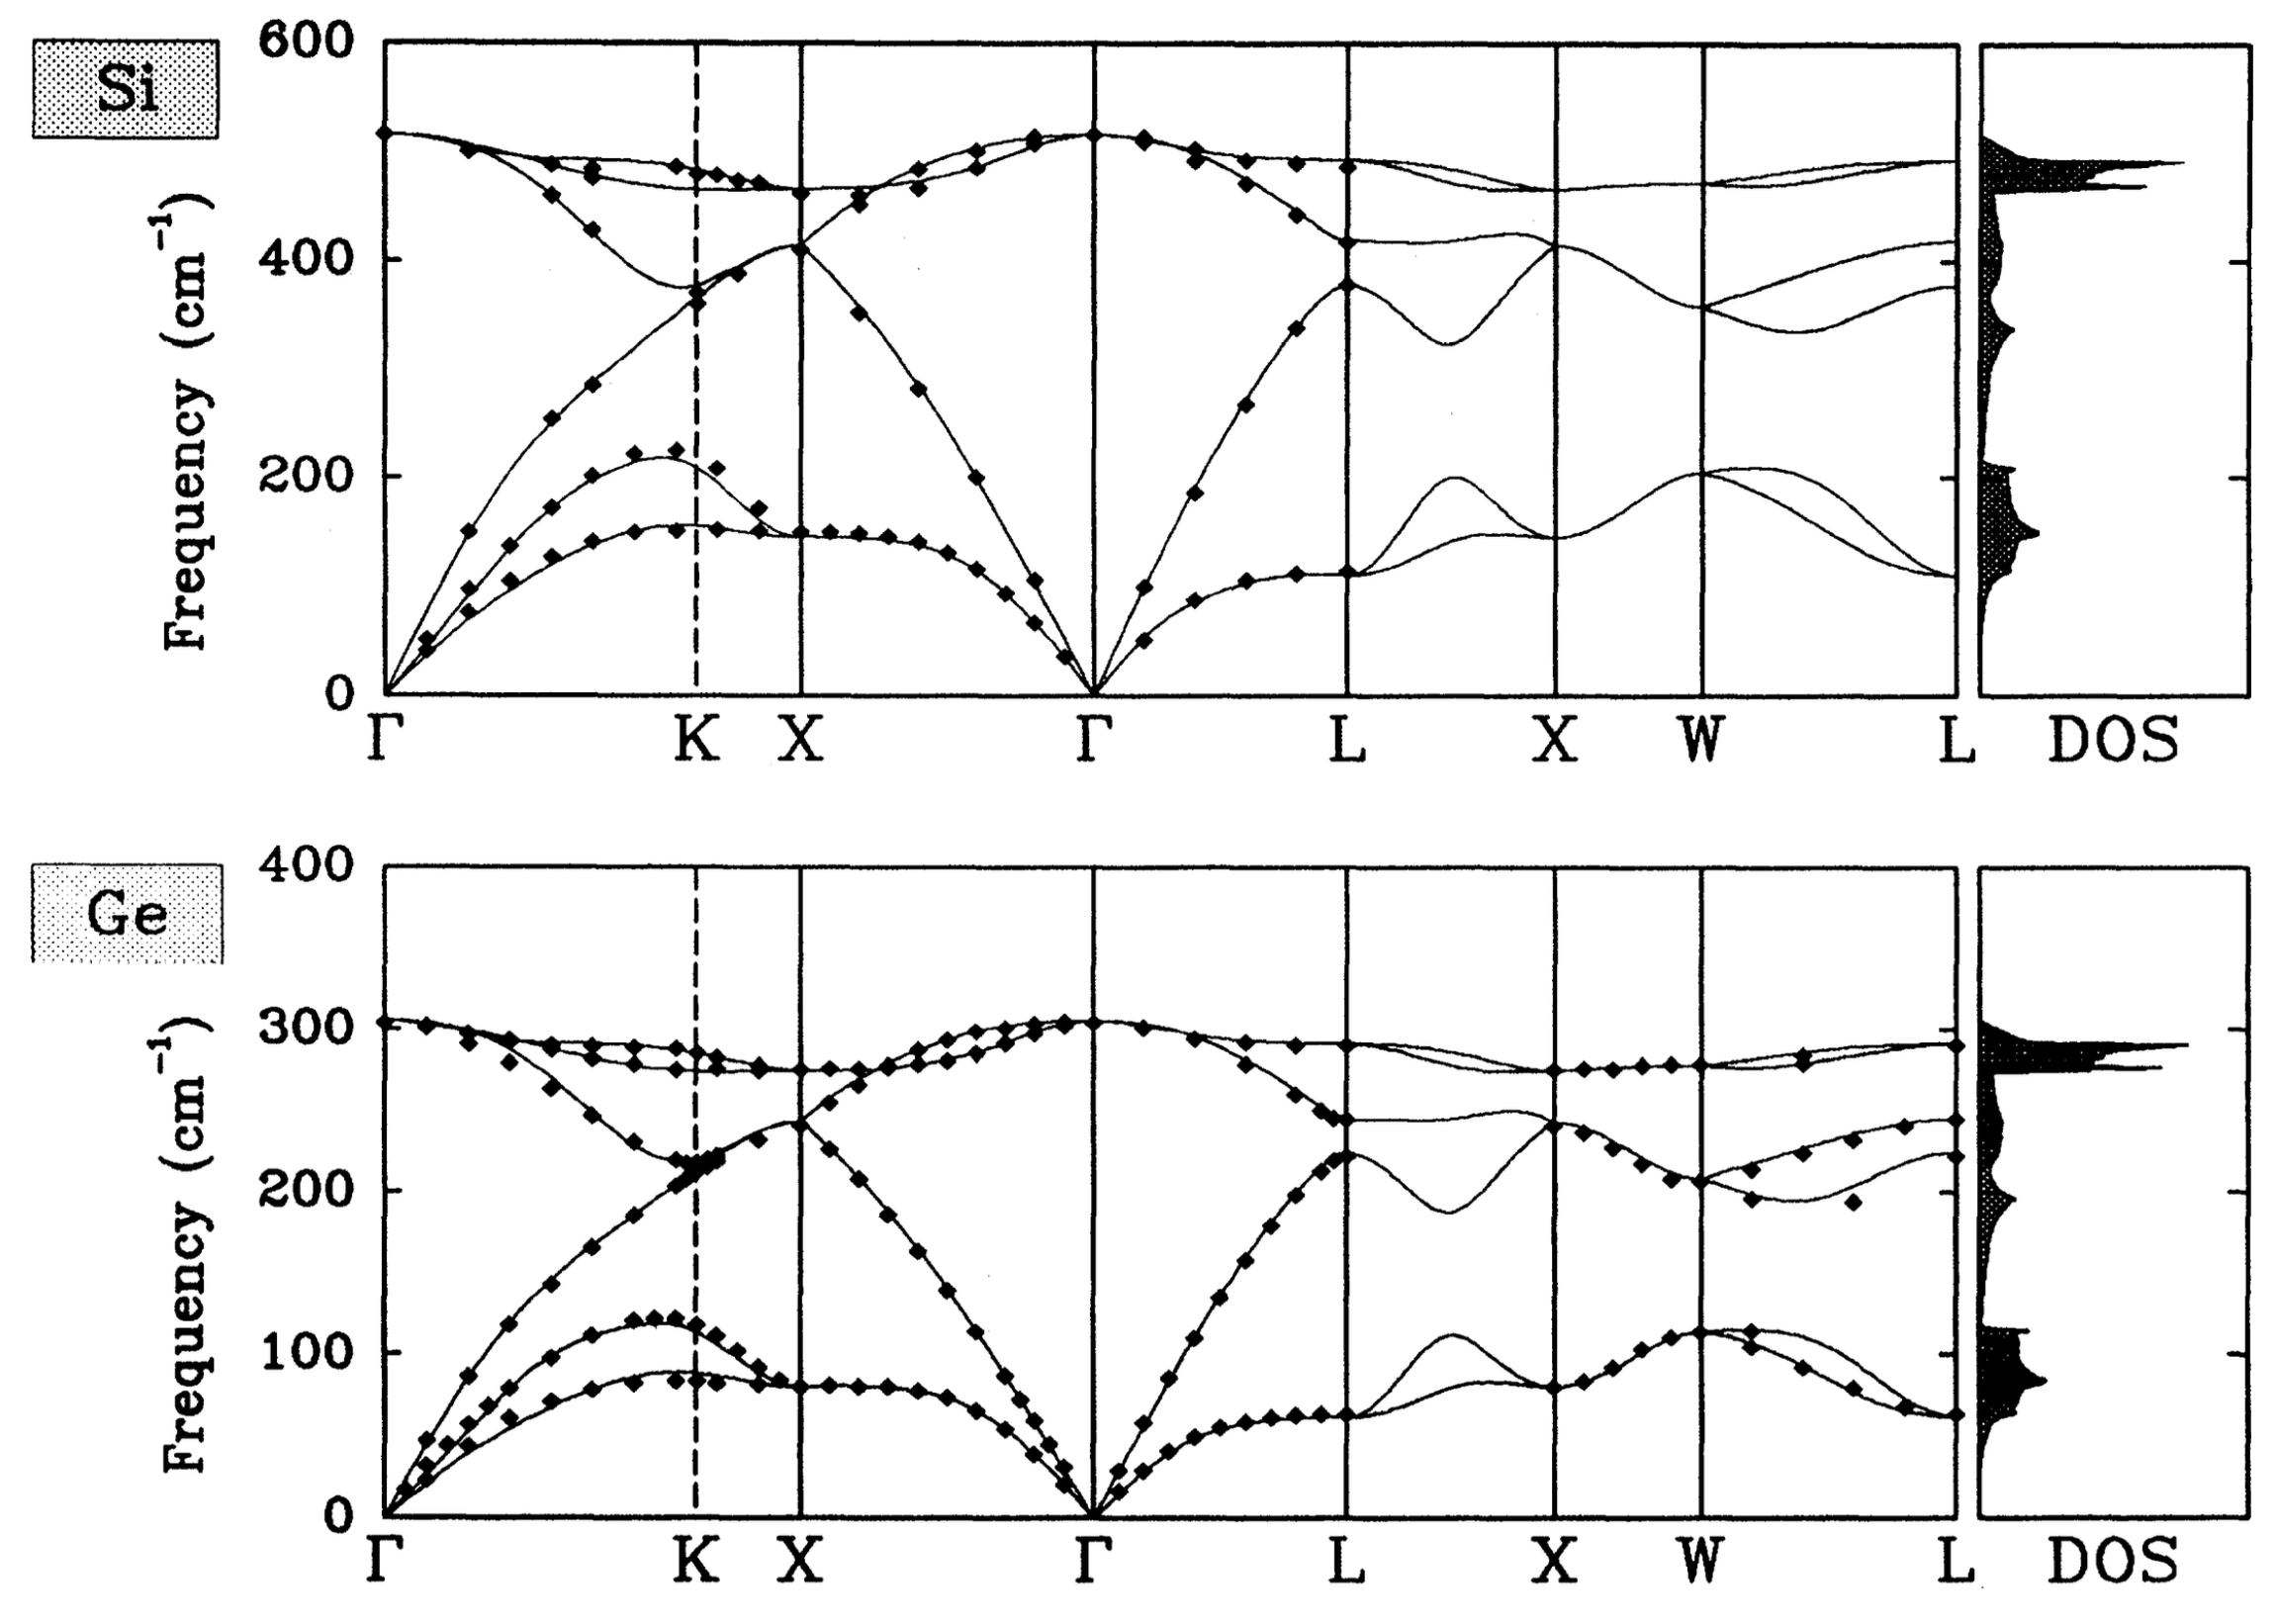 Si
600
400
200
0
Frequency (cm⁻¹)
Γ K X Γ L X W L DOS
Ge
400
300
200
100
0
Frequency (cm⁻¹)
Γ K X Γ L X W L DOS